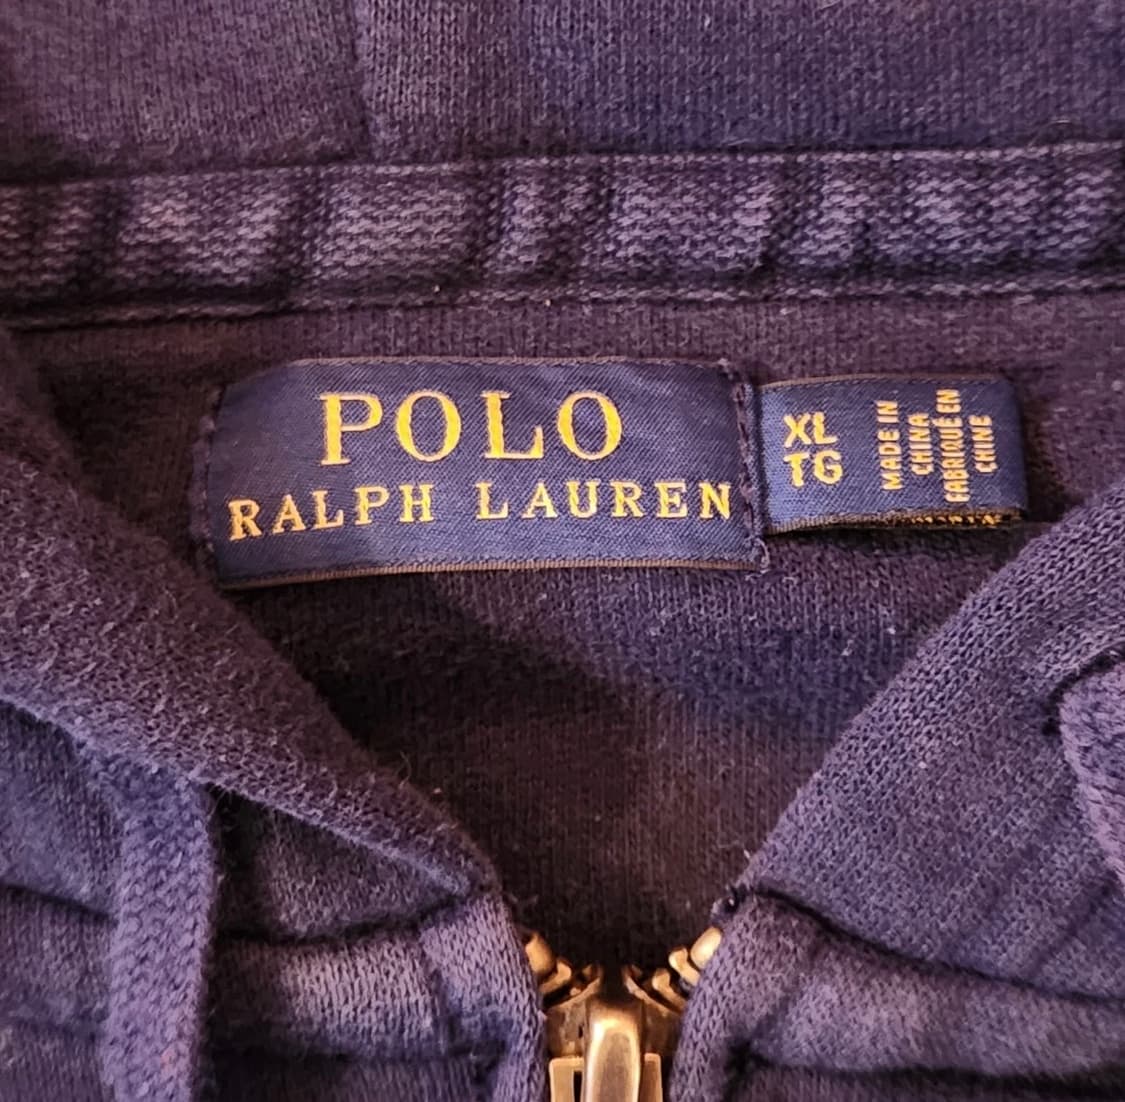 POLO
RALPH LAUREN
XL
TG
MADE IN
CHINA
FABRIQUÉ EN
CHINE